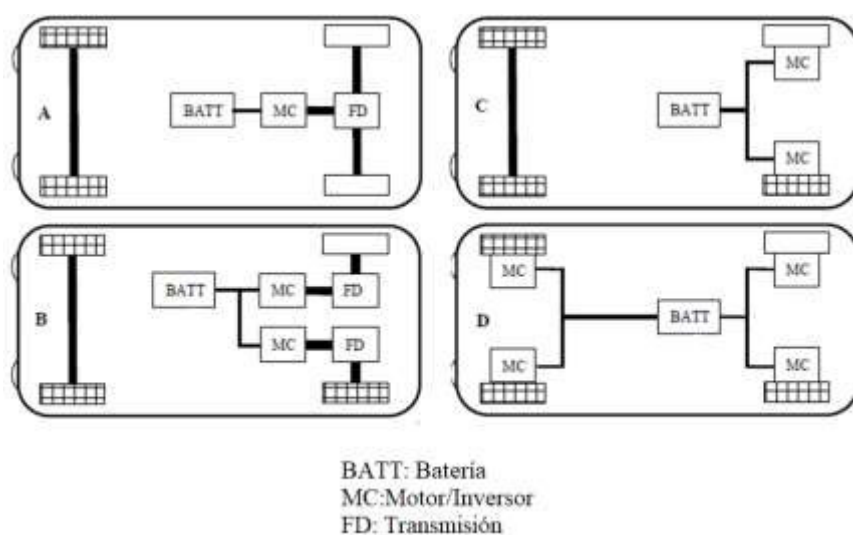 A
BATT
MC
FD
C
BATT
MC
MC
B
BATT
MC
FD
MC
FD
D
MC
MC
BATT
MC
MC
BATT: Batería
MC:Motor/Inversor
FD: Transmisión